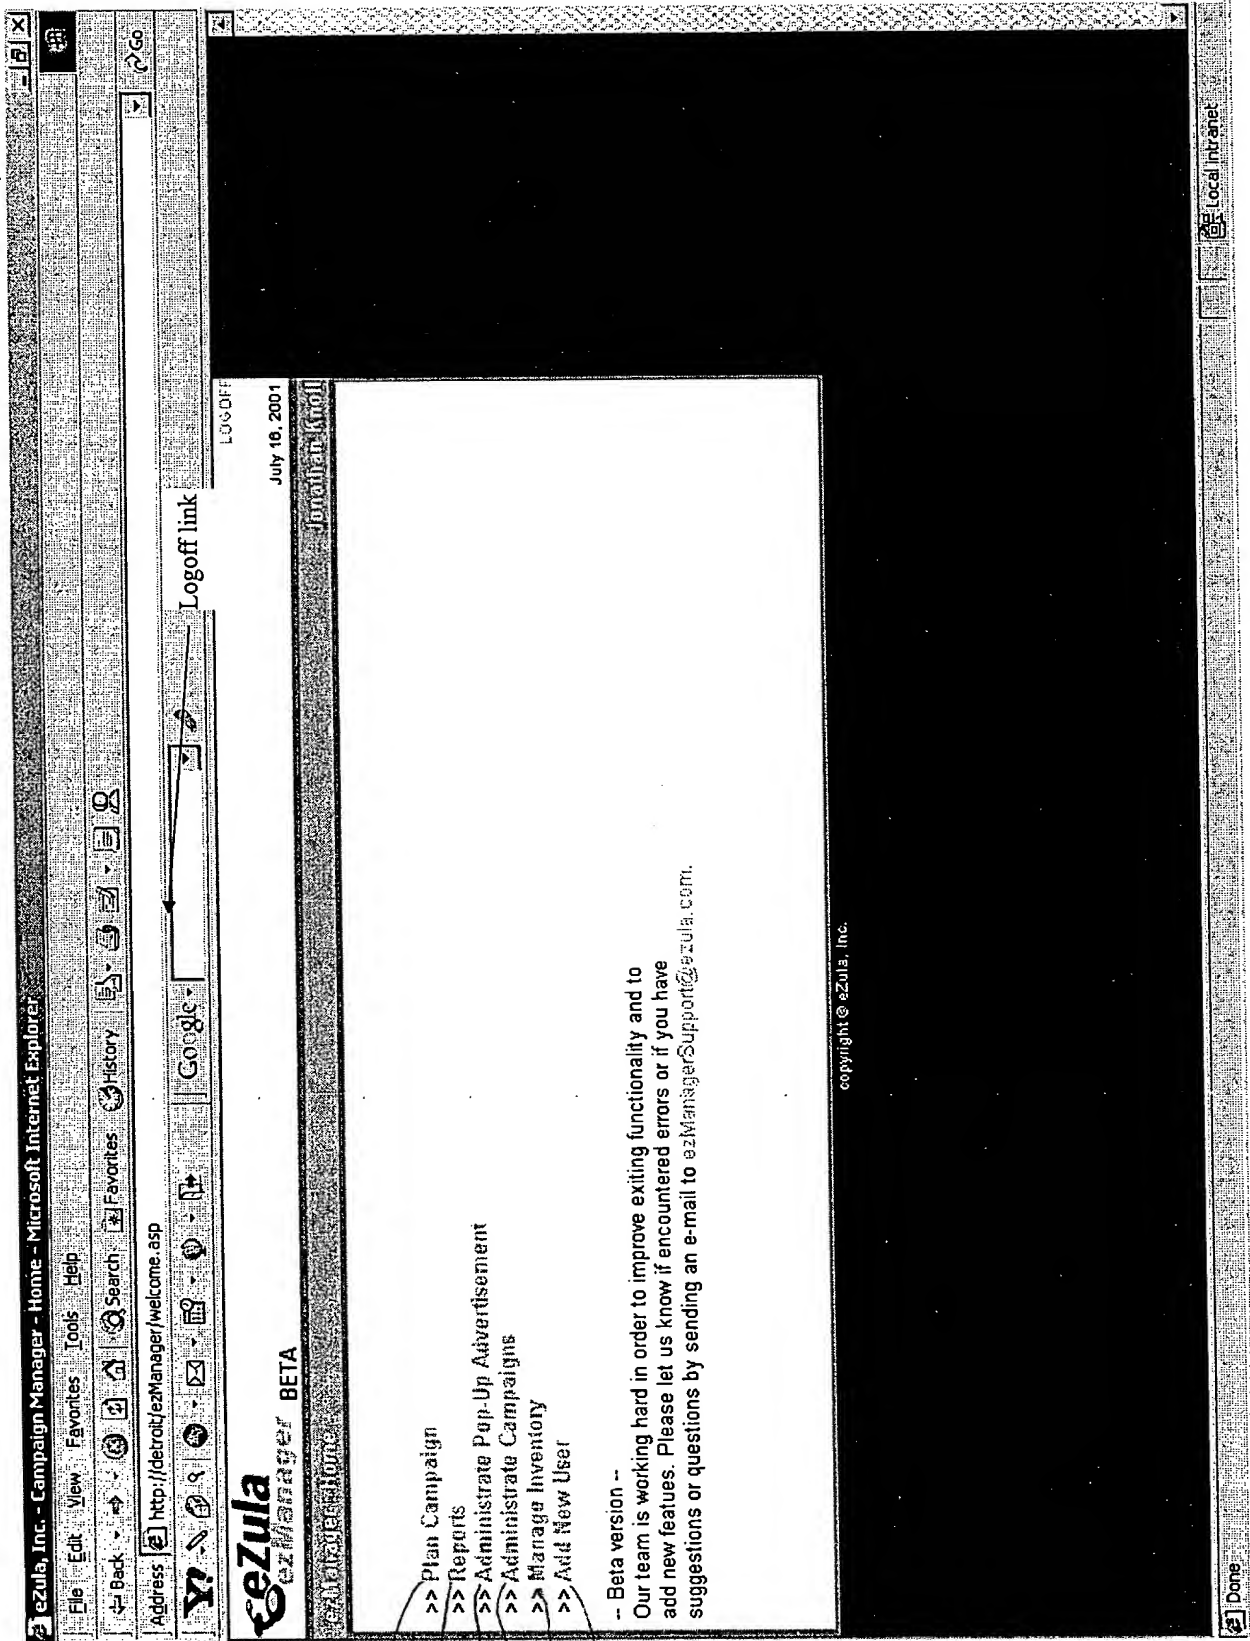 eZula, Inc. - Campaign Manager - Home - Microsoft Internet Explorer
File Edit View Favorites Tools Help
Back Search Favorites History
Address http://detroit/ezManager/welcome.asp Go
Y! Google Logoff link
LOGOFF
eZula
ezManager BETA July 16, 2001
ezManager Home Jonathan Knoll
>> Plan Campaign
>> Reports
>> Administrate Pop-Up Advertisement
>> Administrate Campaigns
>> Manage Inventory
>> Add New User
-- Beta version --
Our team is working hard in order to improve exiting functionality and to
add new featues. Please let us know if encountered errors or if you have
suggestions or questions by sending an e-mail to ezManagerSupport@ezula.com.
copyright @ eZula, Inc.
Done Local intranet